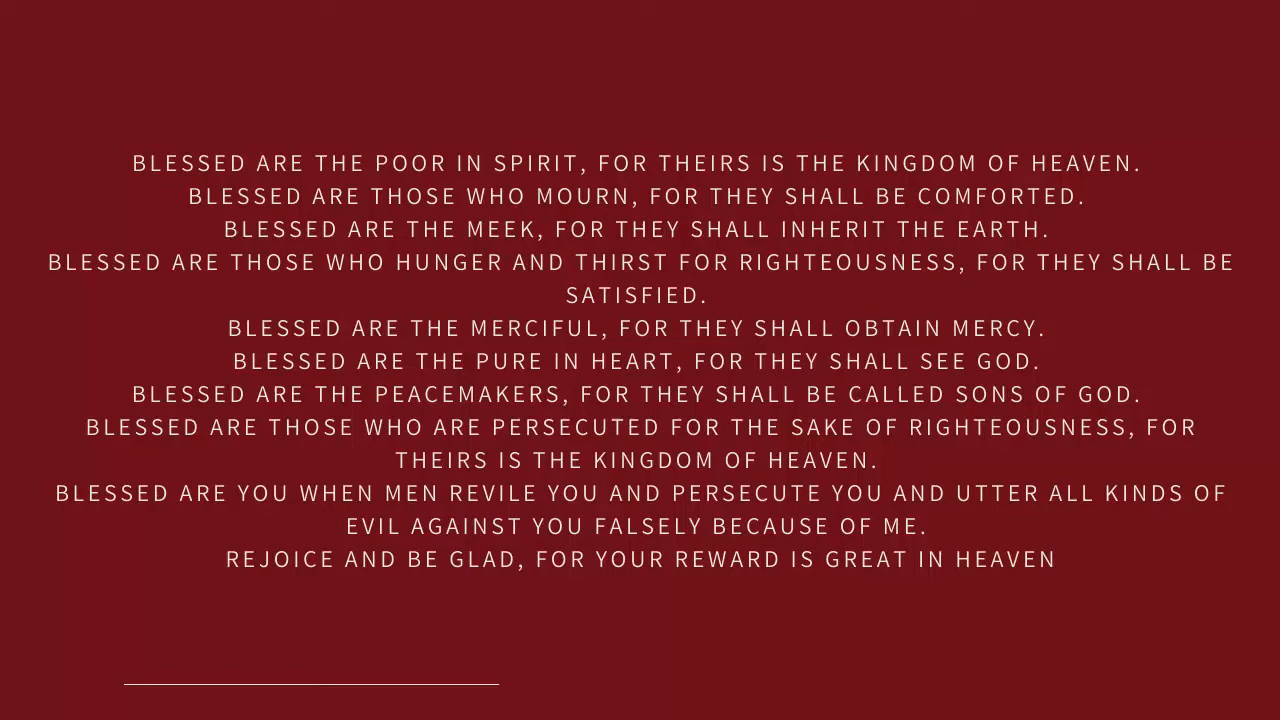 BLESSED ARE THE POOR IN SPIRIT, FOR THEIRS IS THE KINGDOM OF HEAVEN.
BLESSED ARE THOSE WHO MOURN, FOR THEY SHALL BE COMFORTED.
BLESSED ARE THE MEEK, FOR THEY SHALL INHERIT THE EARTH.
BLESSED ARE THOSE WHO HUNGER AND THIRST FOR RIGHTEOUSNESS, FOR THEY SHALL BE
SATISFIED.
BLESSED ARE THE MERCIFUL, FOR THEY SHALL OBTAIN MERCY.
BLESSED ARE THE PURE IN HEART, FOR THEY SHALL SEE GOD.
BLESSED ARE THE PEACEMAKERS, FOR THEY SHALL BE CALLED SONS OF GOD.
BLESSED ARE THOSE WHO ARE PERSECUTED FOR THE SAKE OF RIGHTEOUSNESS, FOR
THEIRS IS THE KINGDOM OF HEAVEN.
BLESSED ARE YOU WHEN MEN REVILE YOU AND PERSECUTE YOU AND UTTER ALL KINDS OF
EVIL AGAINST YOU FALSELY BECAUSE OF ME.
REJOICE AND BE GLAD, FOR YOUR REWARD IS GREAT IN HEAVEN